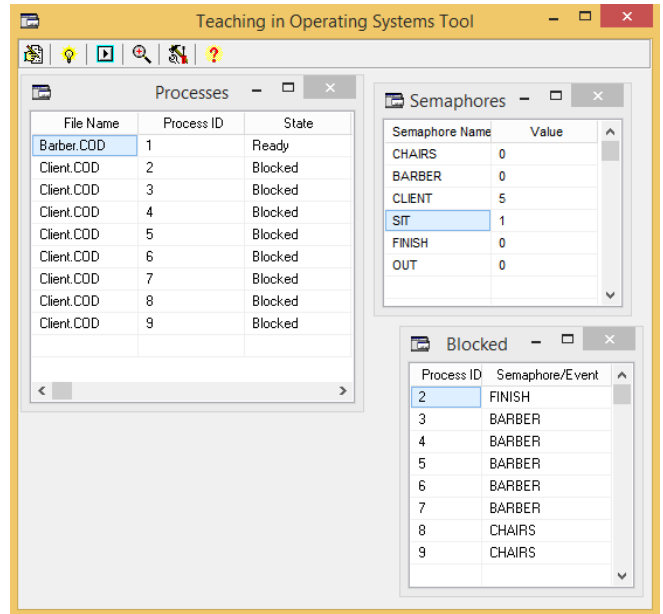 Teaching in Operating Systems Tool
Processes
File Name Process ID State
Barber.COD 1 Ready
Client.COD 2 Blocked
Client.COD 3 Blocked
Client.COD 4 Blocked
Client.COD 5 Blocked
Client.COD 6 Blocked
Client.COD 7 Blocked
Client.COD 8 Blocked
Client.COD 9 Blocked
Semaphores
Semaphore Name Value
CHAIRS 0
BARBER 0
CLIENT 5
SIT 1
FINISH 0
OUT 0
Blocked
Process ID Semaphore/Event
2 FINISH
3 BARBER
4 BARBER
5 BARBER
6 BARBER
7 BARBER
8 CHAIRS
9 CHAIRS